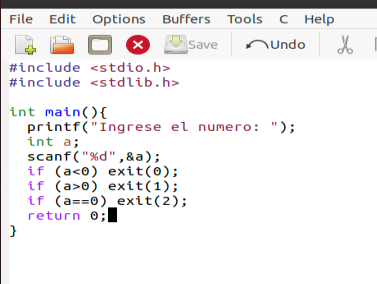 File Edit Options Buffers Tools C Help
Save Undo
#include <stdio.h>
#include <stdlib.h>

int main(){
  printf("Ingrese el numero: ");
  int a;
  scanf("%d",&a);
  if (a<0) exit(0);
  if (a>0) exit(1);
  if (a==0) exit(2);
  return 0;
}